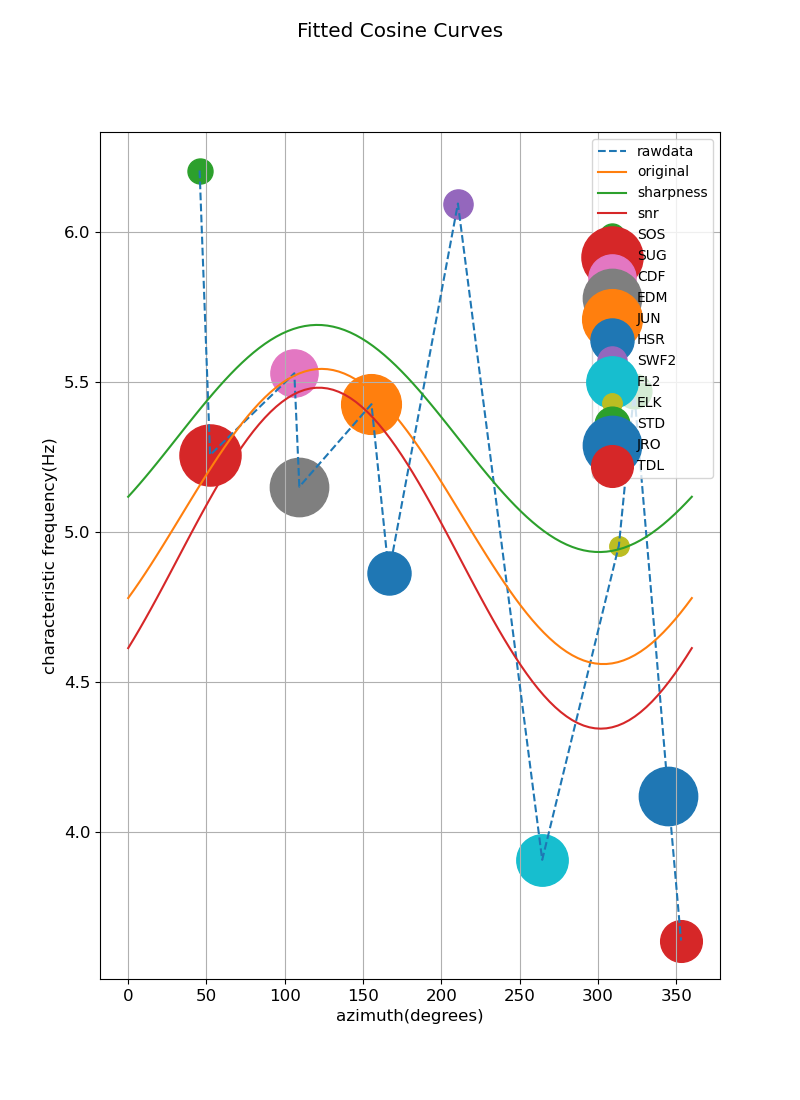 Fitted Cosine Curves
rawdata
original
sharpness
snr
SOS
SUG
CDF
EDM
JUN
HSR
SWF2
FL2
ELK
STD
JRO
TDL
characteristic frequency(Hz)
6.0
5.5
5.0
4.5
4.0
0 50 100 150 200 250 300 350
azimuth(degrees)